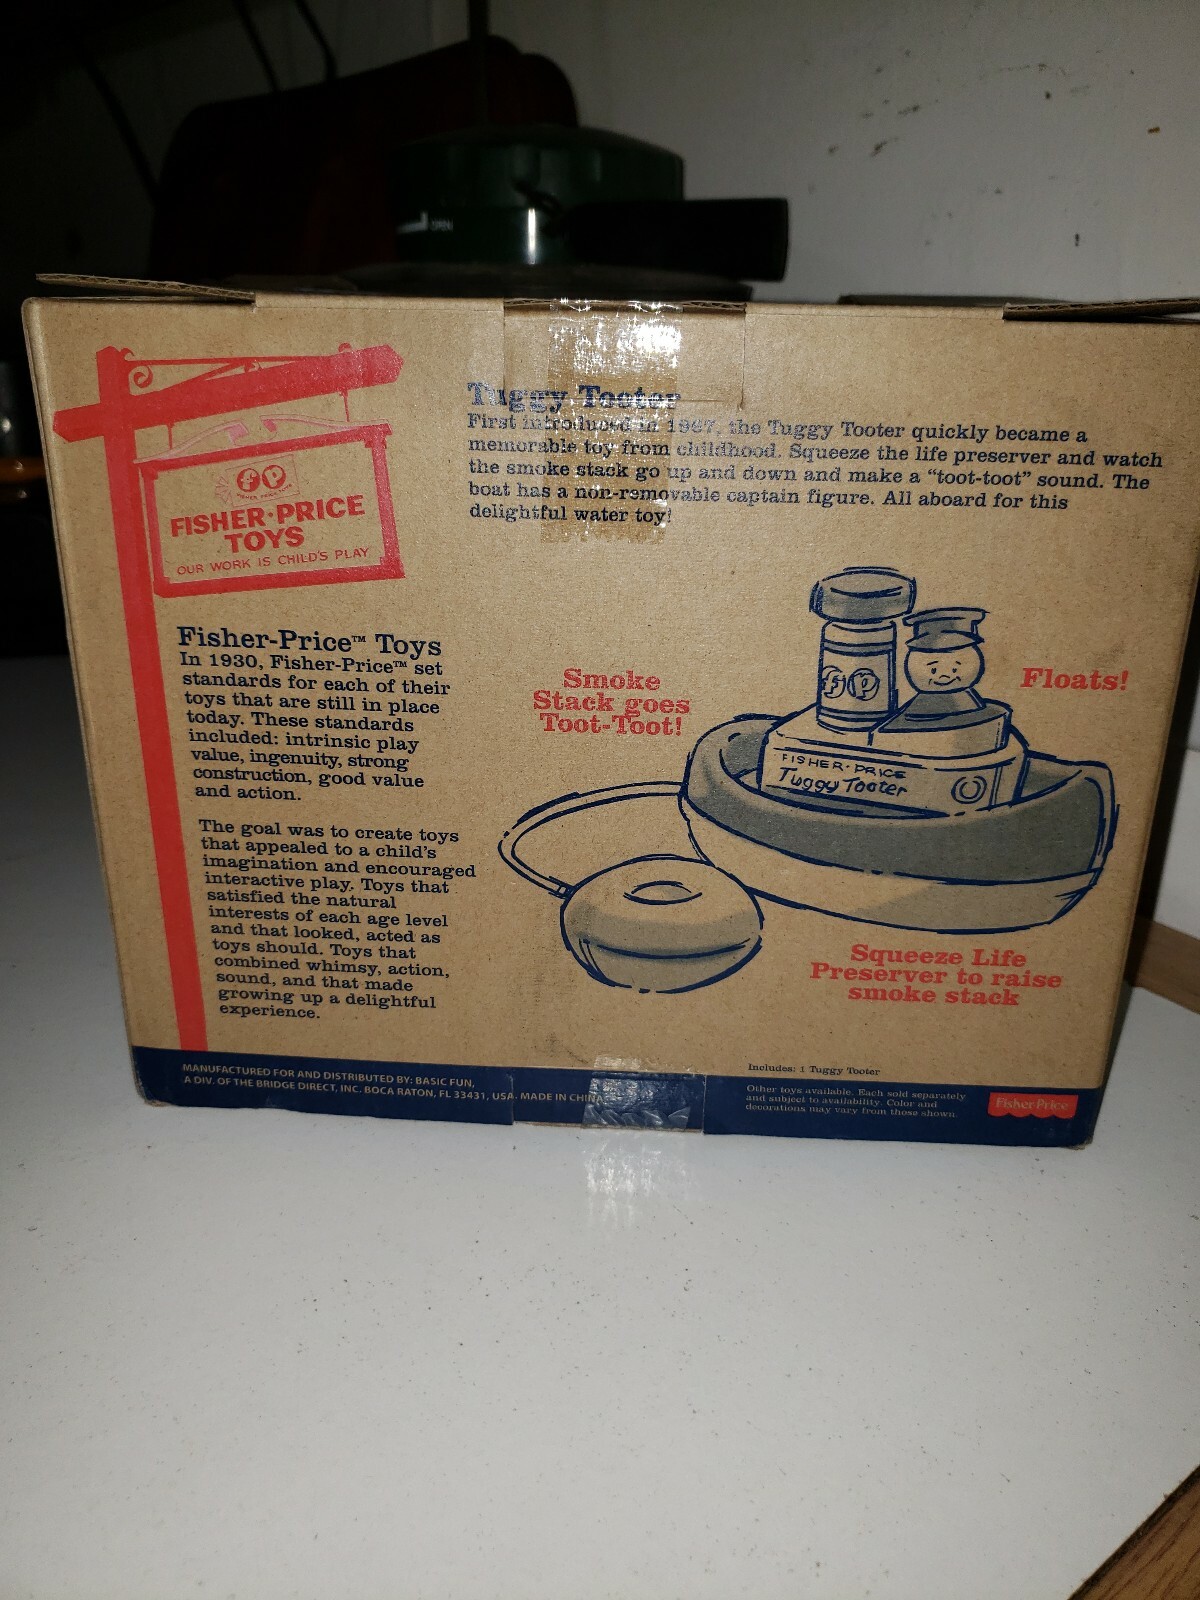 OPEN
Tuggy Tooter
First introduced in 1967, the Tuggy Tooter quickly became a
memorable toy from childhood. Squeeze the life preserver and watch
the smoke stack go up and down and make a “toot-toot” sound. The
boat has a non-removable captain figure. All aboard for this
delightful water toy!
fp
FISHER PRICE TOYS
FISHER·PRICE
TOYS
OUR WORK IS CHILD'S PLAY
Fisher-Price™ Toys
In 1930, Fisher-Price™ set
standards for each of their
toys that are still in place
today. These standards
included: intrinsic play
value, ingenuity, strong
construction, good value
and action.
The goal was to create toys
that appealed to a child's
imagination and encouraged
interactive play. Toys that
satisfied the natural
interests of each age level
and that looked, acted as
toys should. Toys that
combined whimsy, action,
sound, and that made
growing up a delightful
experience.
Smoke
Stack goes
Toot-Toot!
fp
Floats!
FISHER·PRICE
Tuggy Tooter
Squeeze Life
Preserver to raise
smoke stack
MANUFACTURED FOR AND DISTRIBUTED BY: BASIC FUN,
A DIV. OF THE BRIDGE DIRECT, INC. BOCA RATON, FL 33431, USA. MADE IN CHINA
Includes: 1 Tuggy Tooter
Other toys available. Each sold separately
and subject to availability. Color and
decorations may vary from those shown.
Fisher-Price